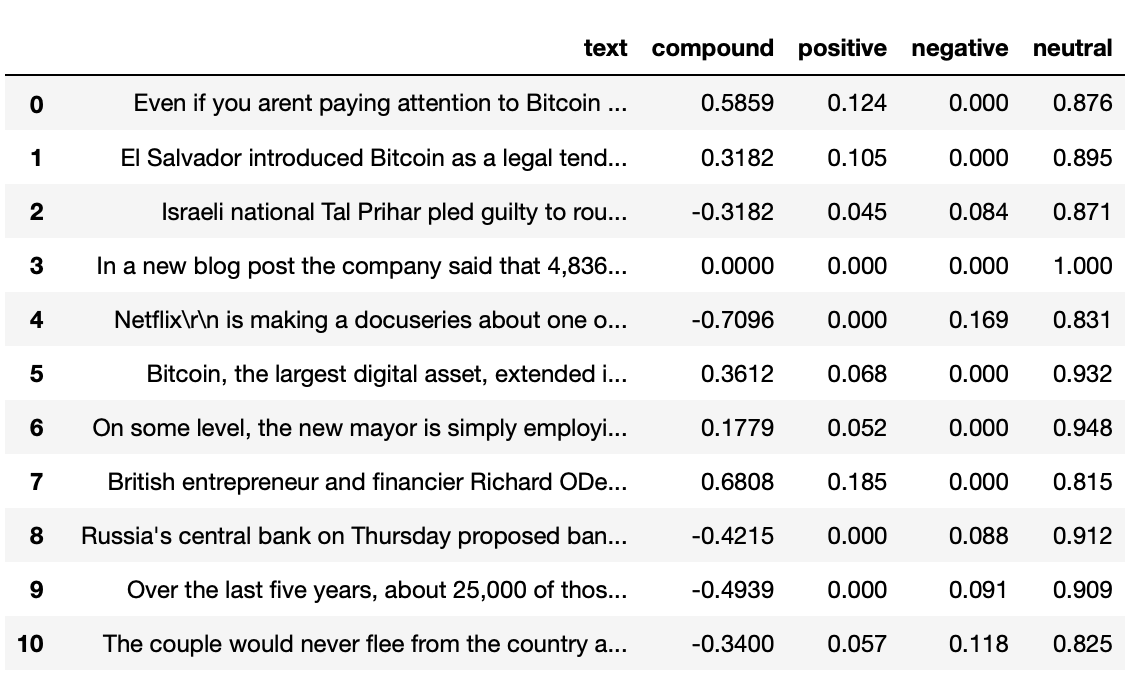 text compound positive negative neutral
0 Even if you arent paying attention to Bitcoin ... 0.5859 0.124 0.000 0.876
1 El Salvador introduced Bitcoin as a legal tend... 0.3182 0.105 0.000 0.895
2 Israeli national Tal Prihar pled guilty to rou... -0.3182 0.045 0.084 0.871
3 In a new blog post the company said that 4,836... 0.0000 0.000 0.000 1.000
4 Netflix\r\n is making a docuseries about one o... -0.7096 0.000 0.169 0.831
5 Bitcoin, the largest digital asset, extended i... 0.3612 0.068 0.000 0.932
6 On some level, the new mayor is simply employi... 0.1779 0.052 0.000 0.948
7 British entrepreneur and financier Richard ODe... 0.6808 0.185 0.000 0.815
8 Russia's central bank on Thursday proposed ban... -0.4215 0.000 0.088 0.912
9 Over the last five years, about 25,000 of thos... -0.4939 0.000 0.091 0.909
10 The couple would never flee from the country a... -0.3400 0.057 0.118 0.825